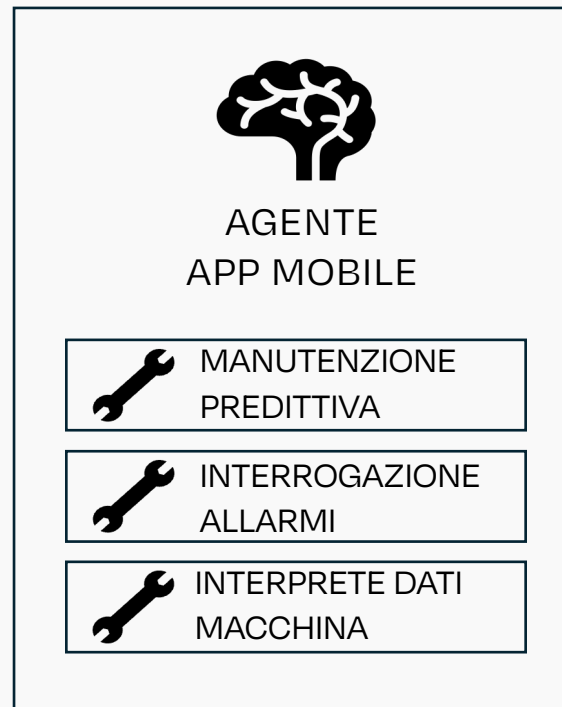 AGENTE
APP MOBILE
MANUTENZIONE
PREDITTIVA
INTERROGAZIONE
ALLARMI
INTERPRETE DATI
MACCHINA